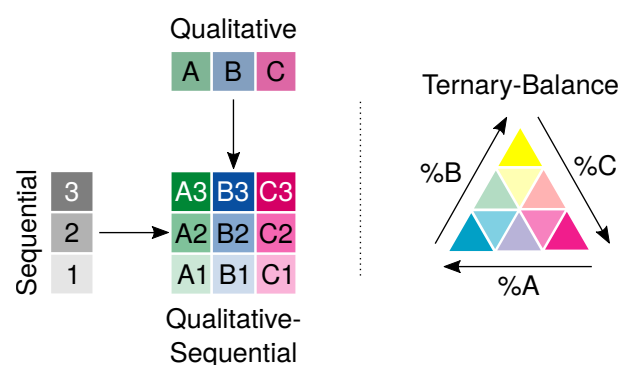 Qualitative
A B C
Sequential
3
2
1
A3 B3 C3
A2 B2 C2
A1 B1 C1
Qualitative-
Sequential
Ternary-Balance
%B
%C
%A